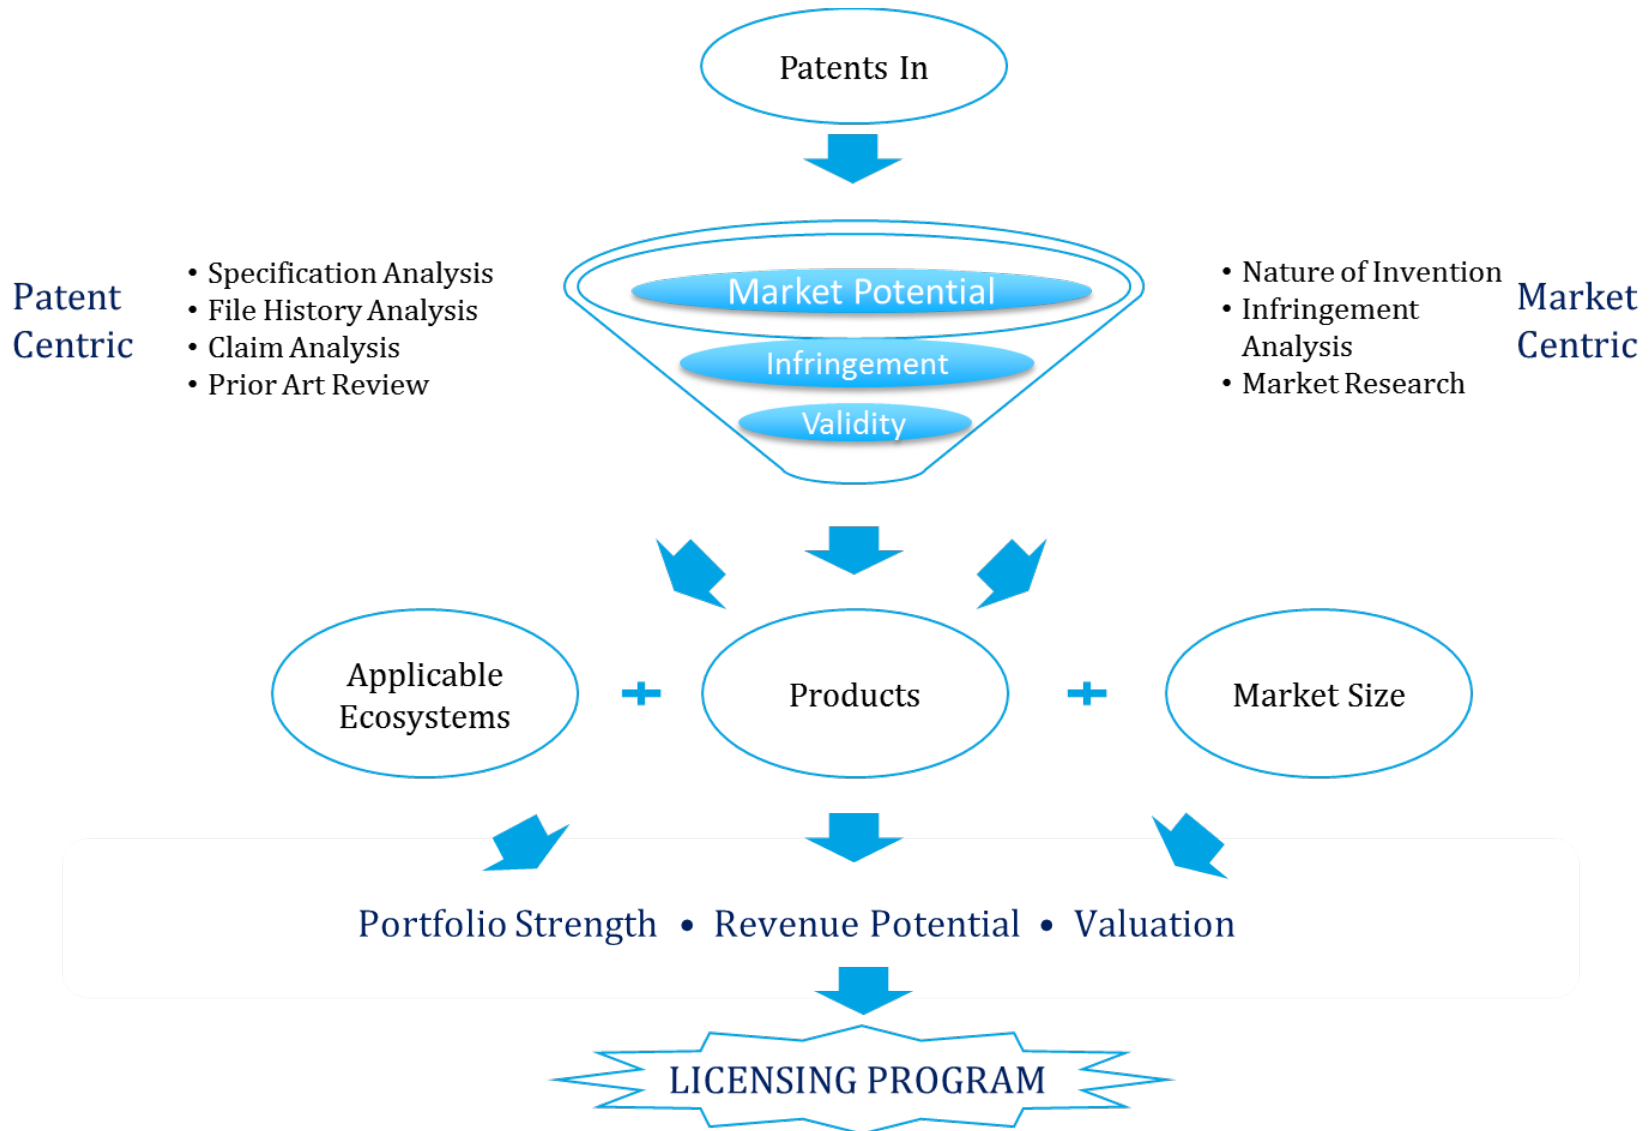 Patents In
Patent
Centric
• Specification Analysis
• File History Analysis
• Claim Analysis
• Prior Art Review
Market Potential
Infringement
Validity
• Nature of Invention
• Infringement
Analysis
• Market Research
Market
Centric
Applicable
Ecosystems
+
Products
+
Market Size
Portfolio Strength • Revenue Potential • Valuation
LICENSING PROGRAM